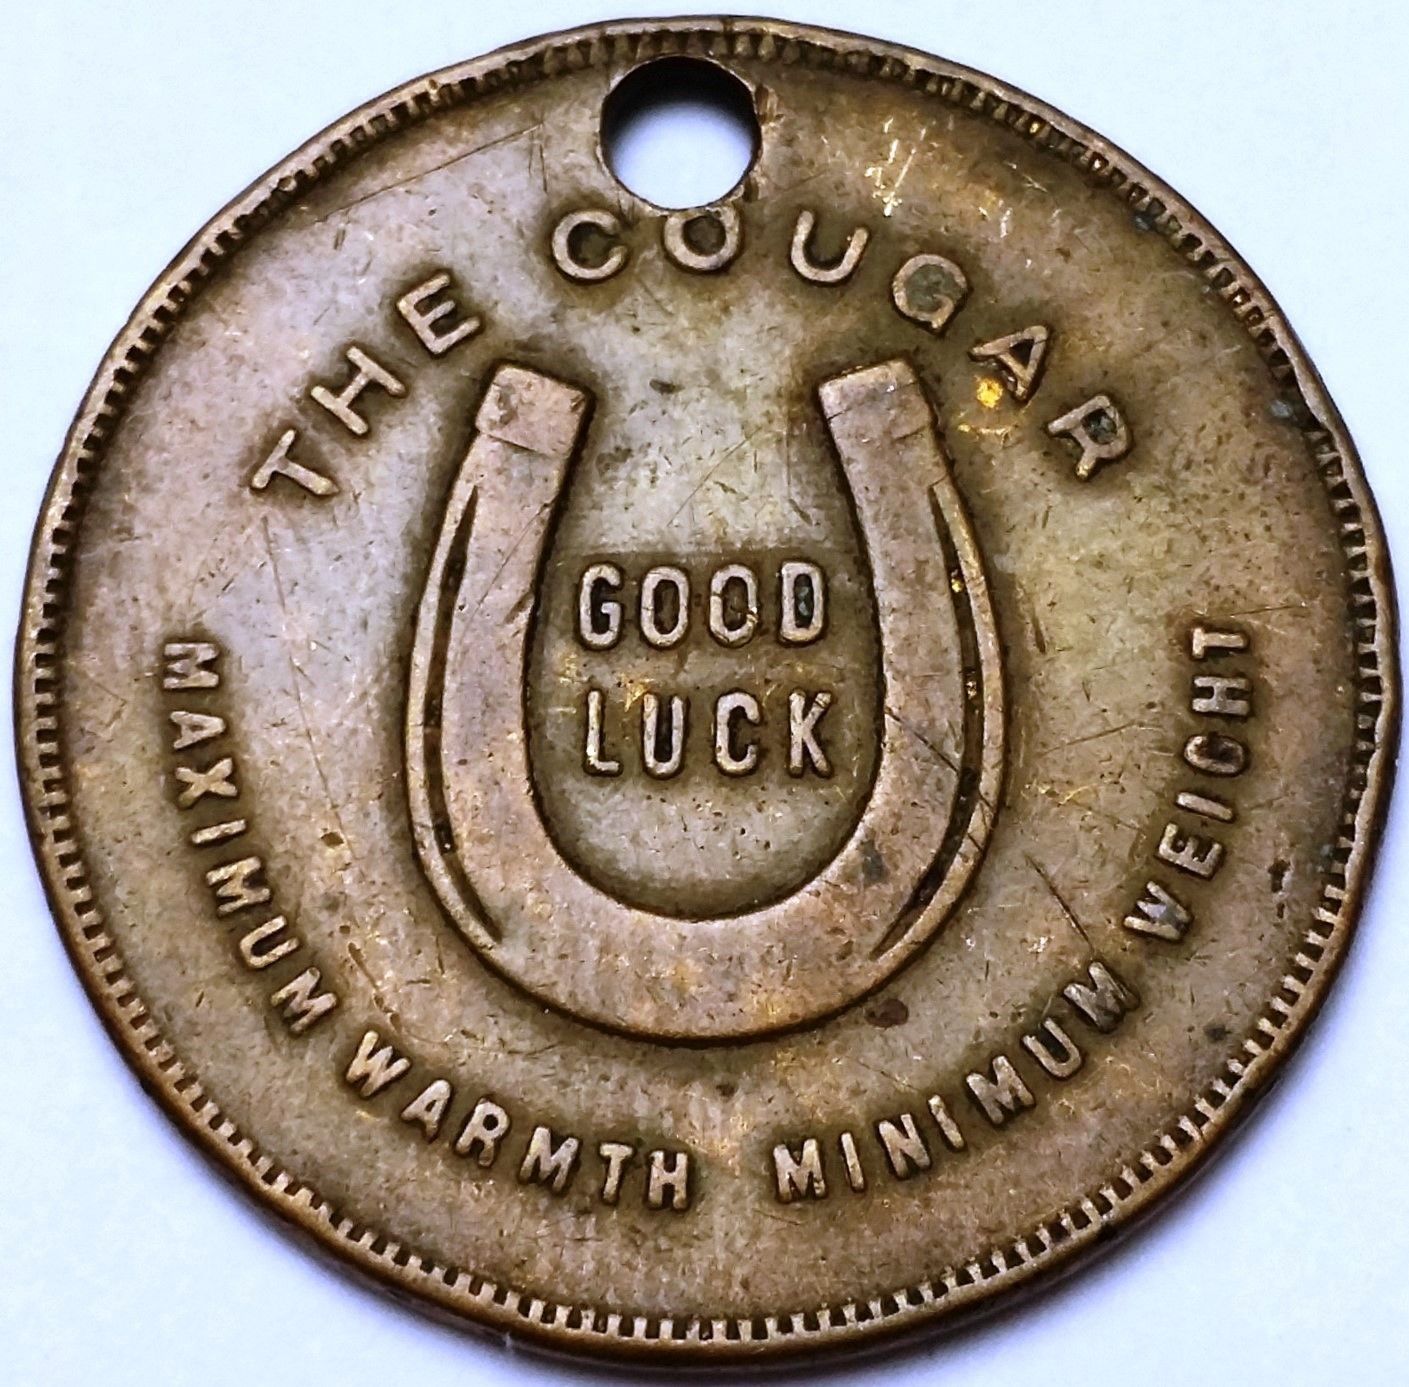 THE COUGAR
GOOD
LUCK
MAXIMUM WARMTH MINIMUM WEIGHT